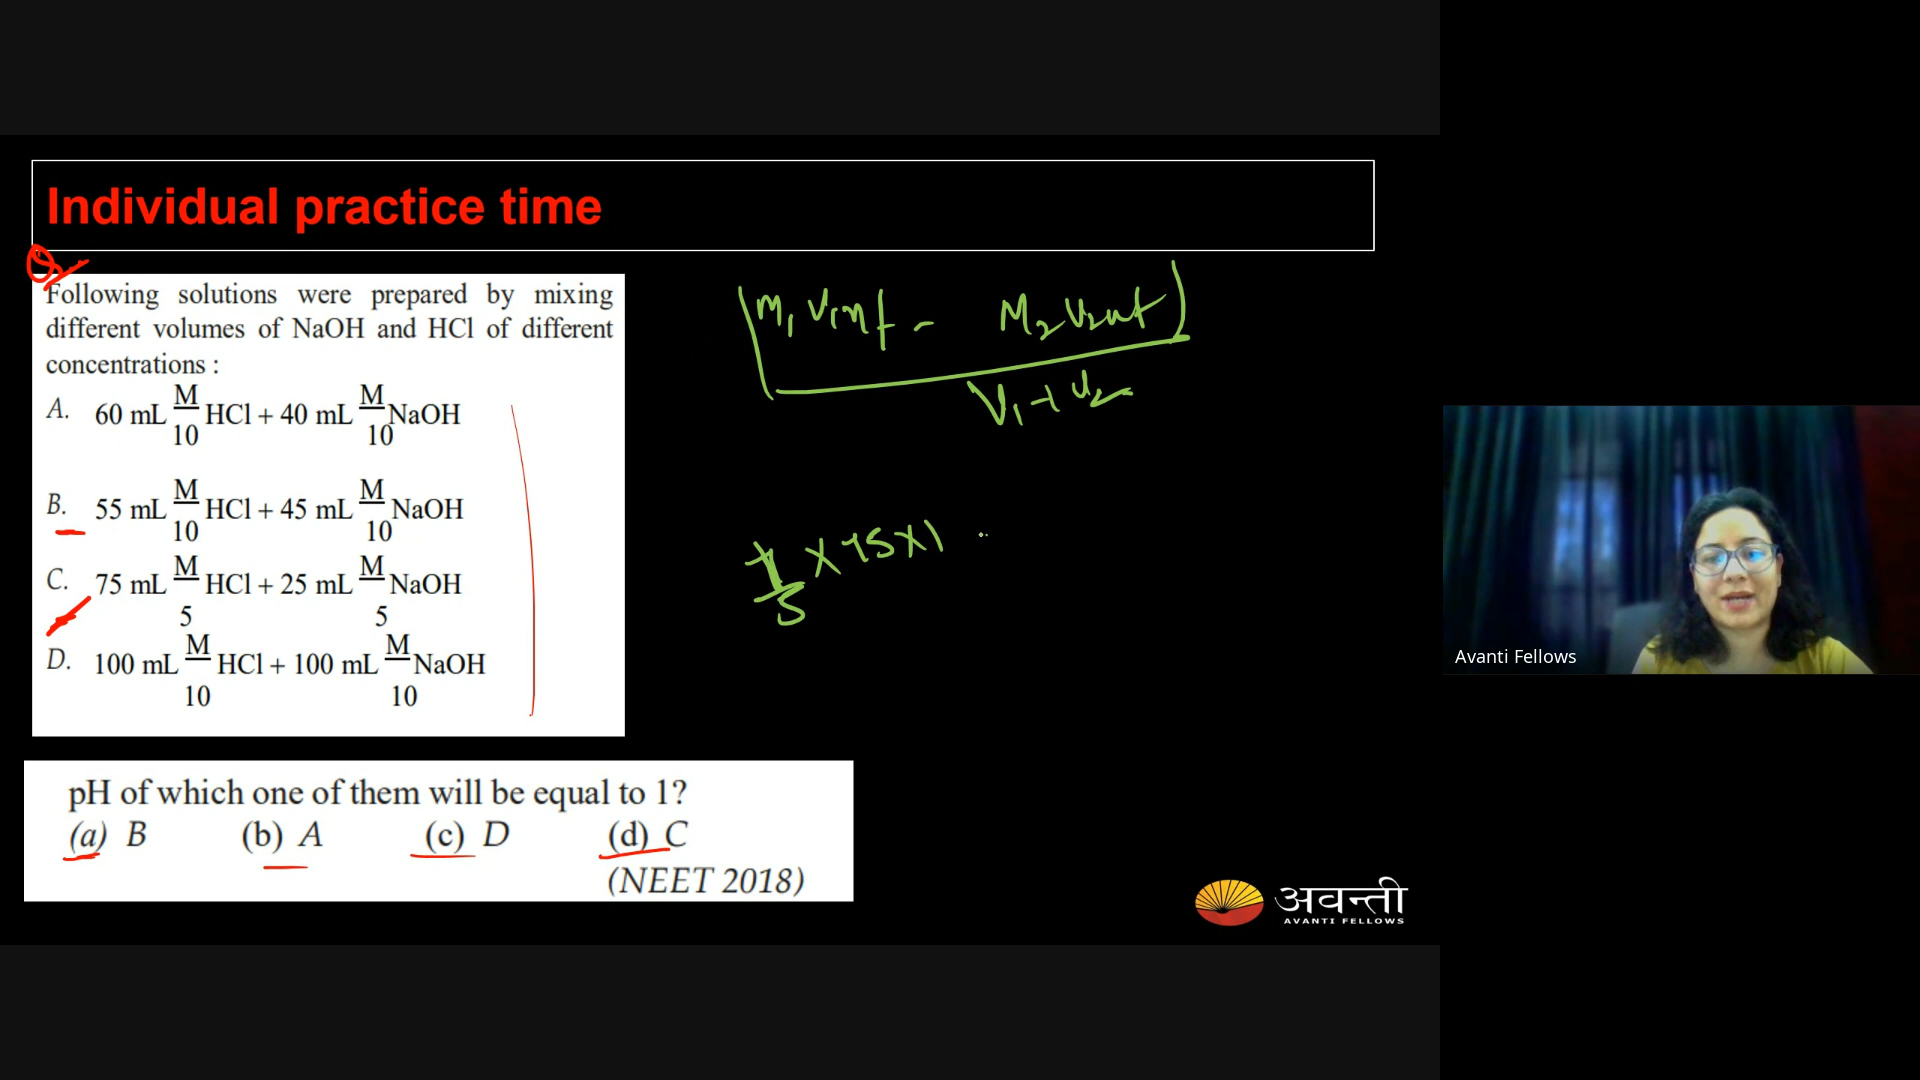 Individual practice time
Q
Following solutions were prepared by mixing
different volumes of NaOH and HCl of different
concentrations :
A. 60 mL M/10 HCl + 40 mL M/10 NaOH
B. 55 mL M/10 HCl + 45 mL M/10 NaOH
C. 75 mL M/5 HCl + 25 mL M/5 NaOH
D. 100 mL M/10 HCl + 100 mL M/10 NaOH
pH of which one of them will be equal to 1?
(a) B (b) A (c) D (d) C
(NEET 2018)
M₁V₁nf - M₂V₂nf
V₁+V₂
1/5 × 75×1
Avanti Fellows
अवन्ती
AVANTI FELLOWS